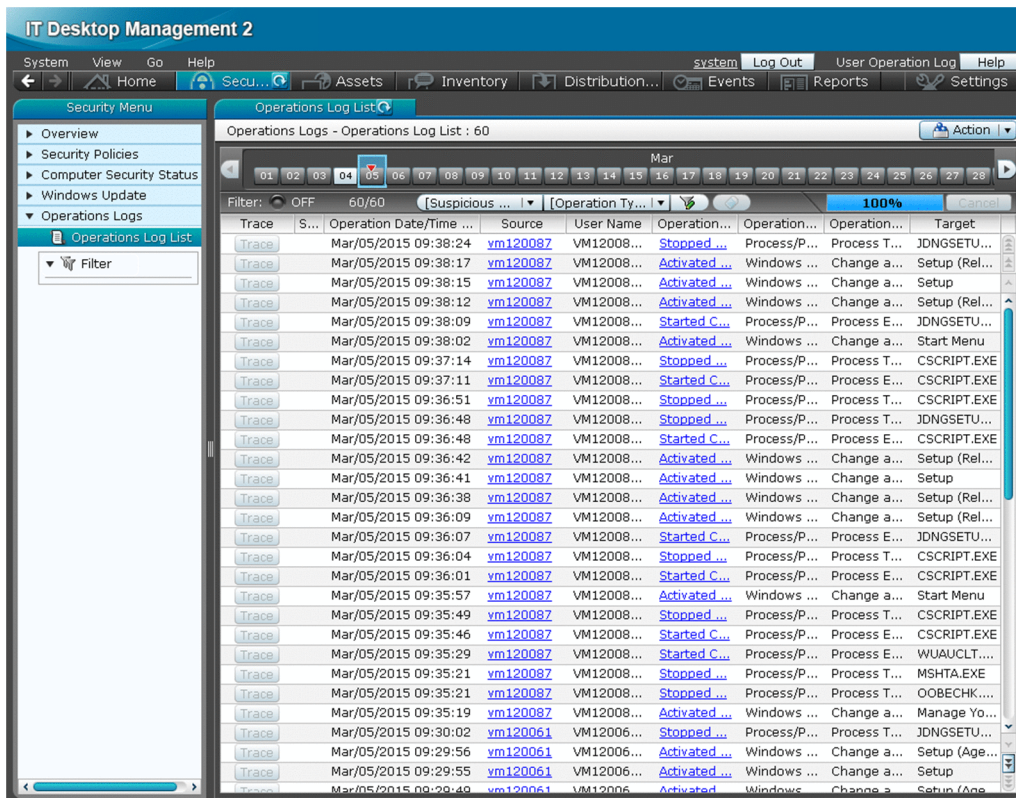 IT Desktop Management 2
System View Go Help system Log Out User Operation Log Help
Home Secu... Assets Inventory Distribution... Events Reports Settings
Security Menu
Overview
Security Policies
Computer Security Status
Windows Update
Operations Logs
Operations Log List
Filter
Operations Log List
Operations Logs - Operations Log List : 60 Action
Mar
01 02 03 04 05 06 07 08 09 10 11 12 13 14 15 16 17 18 19 20 21 22 23 24 25 26 27 28
Filter: OFF 60/60 [Suspicious ... [Operation Ty... 100% Cancel
Trace S... Operation Date/Time ... Source User Name Operation... Operation... Operation... Target
Trace Mar/05/2015 09:38:24 vm120087 VM12008... Stopped ... Process/P... Process T... JDNGSETU...
Trace Mar/05/2015 09:38:17 vm120087 VM12008... Activated ... Windows ... Change a... Setup (Rel...
Trace Mar/05/2015 09:38:15 vm120087 VM12008... Activated ... Windows ... Change a... Setup
Trace Mar/05/2015 09:38:12 vm120087 VM12008... Activated ... Windows ... Change a... Setup (Rel...
Trace Mar/05/2015 09:38:09 vm120087 VM12008... Started C... Process/P... Process E... JDNGSETU...
Trace Mar/05/2015 09:38:02 vm120087 VM12008... Activated ... Windows ... Change a... Start Menu
Trace Mar/05/2015 09:37:14 vm120087 VM12008... Stopped ... Process/P... Process T... CSCRIPT.EXE
Trace Mar/05/2015 09:37:11 vm120087 VM12008... Started C... Process/P... Process E... CSCRIPT.EXE
Trace Mar/05/2015 09:36:51 vm120087 VM12008... Stopped ... Process/P... Process T... CSCRIPT.EXE
Trace Mar/05/2015 09:36:48 vm120087 VM12008... Stopped ... Process/P... Process T... JDNGSETU...
Trace Mar/05/2015 09:36:48 vm120087 VM12008... Started C... Process/P... Process E... CSCRIPT.EXE
Trace Mar/05/2015 09:36:42 vm120087 VM12008... Activated ... Windows ... Change a... Setup (Rel...
Trace Mar/05/2015 09:36:41 vm120087 VM12008... Activated ... Windows ... Change a... Setup
Trace Mar/05/2015 09:36:38 vm120087 VM12008... Activated ... Windows ... Change a... Setup (Rel...
Trace Mar/05/2015 09:36:09 vm120087 VM12008... Activated ... Windows ... Change a... Setup (Rel...
Trace Mar/05/2015 09:36:07 vm120087 VM12008... Started C... Process/P... Process E... JDNGSETU...
Trace Mar/05/2015 09:36:04 vm120087 VM12008... Stopped ... Process/P... Process T... CSCRIPT.EXE
Trace Mar/05/2015 09:36:01 vm120087 VM12008... Started C... Process/P... Process E... CSCRIPT.EXE
Trace Mar/05/2015 09:35:57 vm120087 VM12008... Activated ... Windows ... Change a... Start Menu
Trace Mar/05/2015 09:35:49 vm120087 VM12008... Stopped ... Process/P... Process T... CSCRIPT.EXE
Trace Mar/05/2015 09:35:46 vm120087 VM12008... Started C... Process/P... Process E... CSCRIPT.EXE
Trace Mar/05/2015 09:35:29 vm120087 VM12008... Started C... Process/P... Process E... WUAUCLT....
Trace Mar/05/2015 09:35:21 vm120087 VM12008... Stopped ... Process/P... Process T... MSHTA.EXE
Trace Mar/05/2015 09:35:21 vm120087 VM12008... Stopped ... Process/P... Process T... OOBECHK....
Trace Mar/05/2015 09:35:19 vm120087 VM12008... Activated ... Windows ... Change a... Manage Yo...
Trace Mar/05/2015 09:30:02 vm120061 VM12006... Stopped ... Process/P... Process T... JDNGSETU...
Trace Mar/05/2015 09:29:56 vm120061 VM12006... Activated ... Windows ... Change a... Setup (Age...
Trace Mar/05/2015 09:29:55 vm120061 VM12006... Activated ... Windows ... Change a... Setup
Trace Mar/05/2015 09:29:49 vm120061 VM12006... Activated ... Windows ... Change a... Setup (Age...